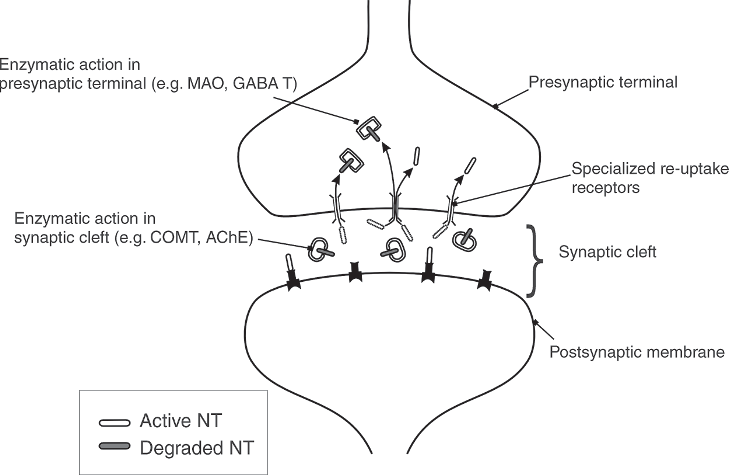 Enzymatic action in
presynaptic terminal (e.g. MAO, GABA T)
Presynaptic terminal
Specialized re-uptake
receptors
Enzymatic action in
synaptic cleft (e.g. COMT, AChE)
Synaptic cleft
Postsynaptic membrane
Active NT
Degraded NT